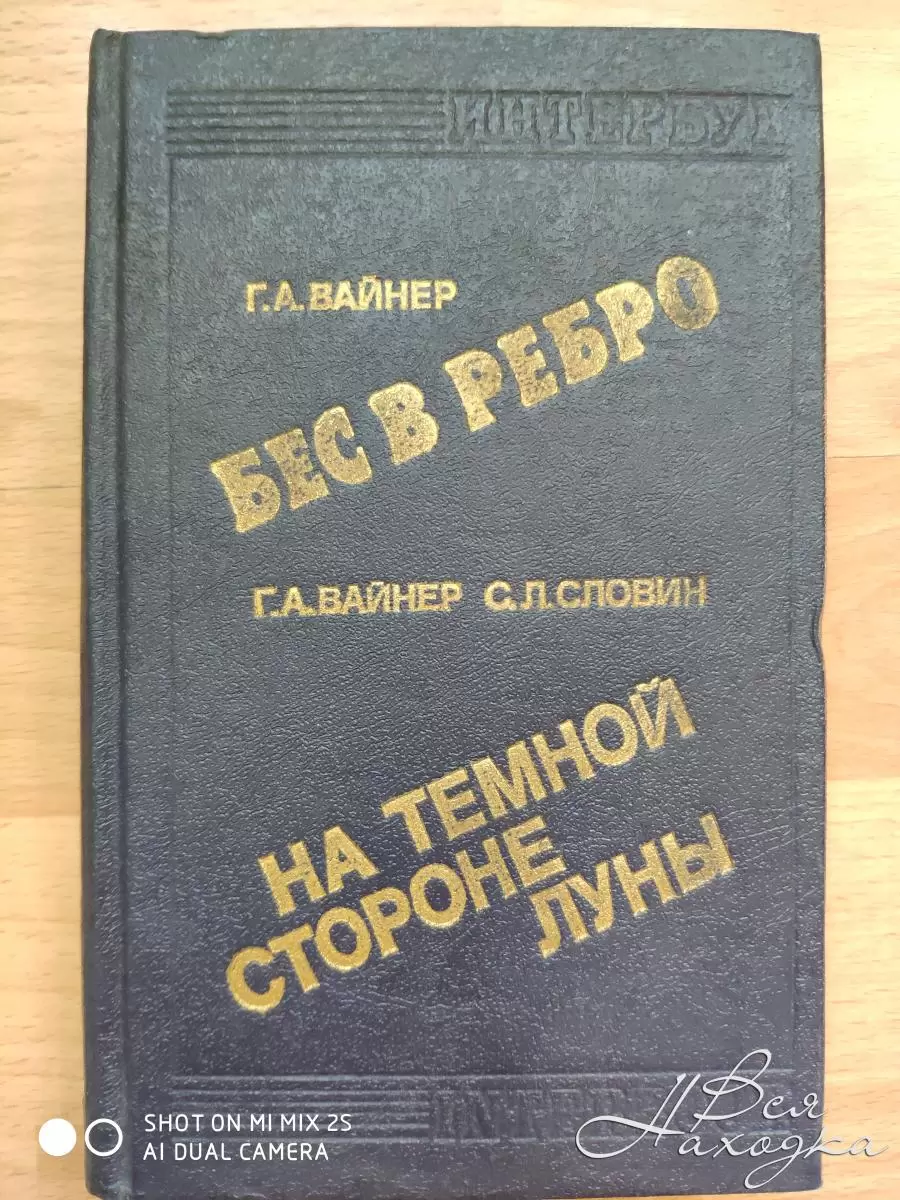 ИНТЕРБУК
Г.А.ВАЙНЕР
БЕС В РЕБРО
Г.А.ВАЙНЕР С.Л.СЛОВИН
НА ТЕМНОЙ
СТОРОНЕ
ЛУНЫ
SHOT ON MI MIX 2S
AI DUAL CAMERA
Вся
Находка